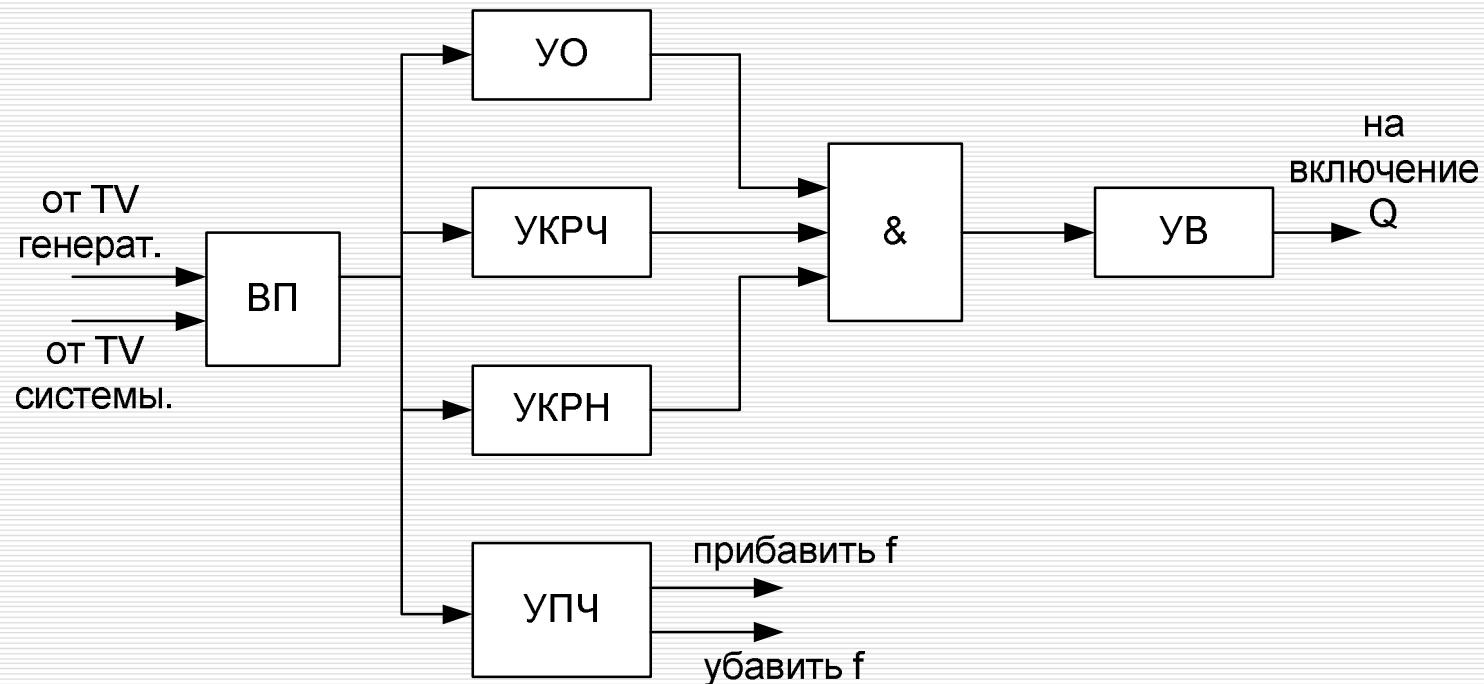 УО
на
включение
Q
от TV
генерат.
УКРЧ
&
УВ
ВП
от TV
системы.
УКРН
прибавить f
УПЧ
убавить f